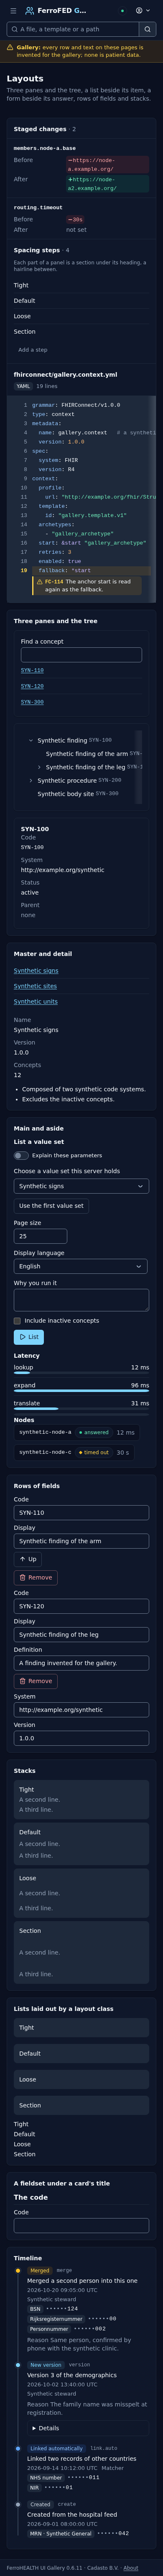 FerroFED G…
A file, a template or a path
Gallery: every row and text on these pages is invented for the gallery; none is patient data.
Layouts
Three panes and the tree, a list beside its item, a form beside its answer, rows of fields and stacks.
Staged changes · 2
members.node-a.base
Before
−https://node-a.example.org/
After
+https://node-a2.example.org/
routing.timeout
Before
−30s
After
not set
Spacing steps · 4
Each part of a panel is a section under its heading, a hairline between.
Tight
Default
Loose
Section
Add a step
fhirconnect/gallery.context.yml
YAML 19 lines
1 grammar: FHIRConnect/v1.0.0
2 type: context
3 metadata:
4 name: gallery.context # a syntheti
5 version: 1.0.0
6 spec:
7 system: FHIR
8 version: R4
9 context:
10 profile:
11 url: "http://example.org/fhir/Stru
12 template:
13 id: "gallery.template.v1"
14 archetypes:
15 - "gallery_archetype"
16 start: &start "gallery_archetype"
17 retries: 3
18 enabled: true
19 fallback: *start
FC-114 The anchor start is read again as the fallback.
Three panes and the tree
Find a concept
SYN-110
SYN-120
SYN-300
Synthetic finding SYN-100
Synthetic finding of the arm SYN-
Synthetic finding of the leg SYN-1
Synthetic procedure SYN-200
Synthetic body site SYN-300
SYN-100
Code
SYN-100
System
http://example.org/synthetic
Status
active
Parent
none
Master and detail
Synthetic signs
Synthetic sites
Synthetic units
Name
Synthetic signs
Version
1.0.0
Concepts
12
• Composed of two synthetic code systems.
• Excludes the inactive concepts.
Main and aside
List a value set
Explain these parameters
Choose a value set this server holds
Synthetic signs
Use the first value set
Page size
25
Display language
English
Why you run it
Include inactive concepts
List
Latency
lookup 12 ms
expand 96 ms
translate 31 ms
Nodes
synthetic-node-a answered 12 ms
synthetic-node-c timed out 30 s
Rows of fields
Code
SYN-110
Display
Synthetic finding of the arm
Up
Remove
Code
SYN-120
Display
Synthetic finding of the leg
Definition
A finding invented for the gallery.
Remove
System
http://example.org/synthetic
Version
1.0.0
Stacks
Tight
A second line.
A third line.
Default
A second line.
A third line.
Loose
A second line.
A third line.
Section
A second line.
A third line.
Lists laid out by a layout class
Tight
Default
Loose
Section
Tight
Default
Loose
Section
A fieldset under a card's title
The code
Code
Timeline
Merged merge
Merged a second person into this one
2026-10-20 09:05:00 UTC
Synthetic steward
BSN ••••••124
Rijksregisternummer ••••••00
Personnummer ••••••002
Reason Same person, confirmed by phone with the synthetic clinic.
New version version
Version 3 of the demographics
2026-10-02 13:40:00 UTC
Synthetic steward
Reason The family name was misspelt at registration.
Details
Linked automatically link.auto
Linked two records of other countries
2026-09-14 10:12:00 UTC Matcher
NHS number ••••••011
NIR ••••••01
Created create
Created from the hospital feed
2026-09-01 08:00:00 UTC
MRN · Synthetic General ••••••042
FerroHEALTH UI Gallery 0.6.11 · Cadasto B.V. · About